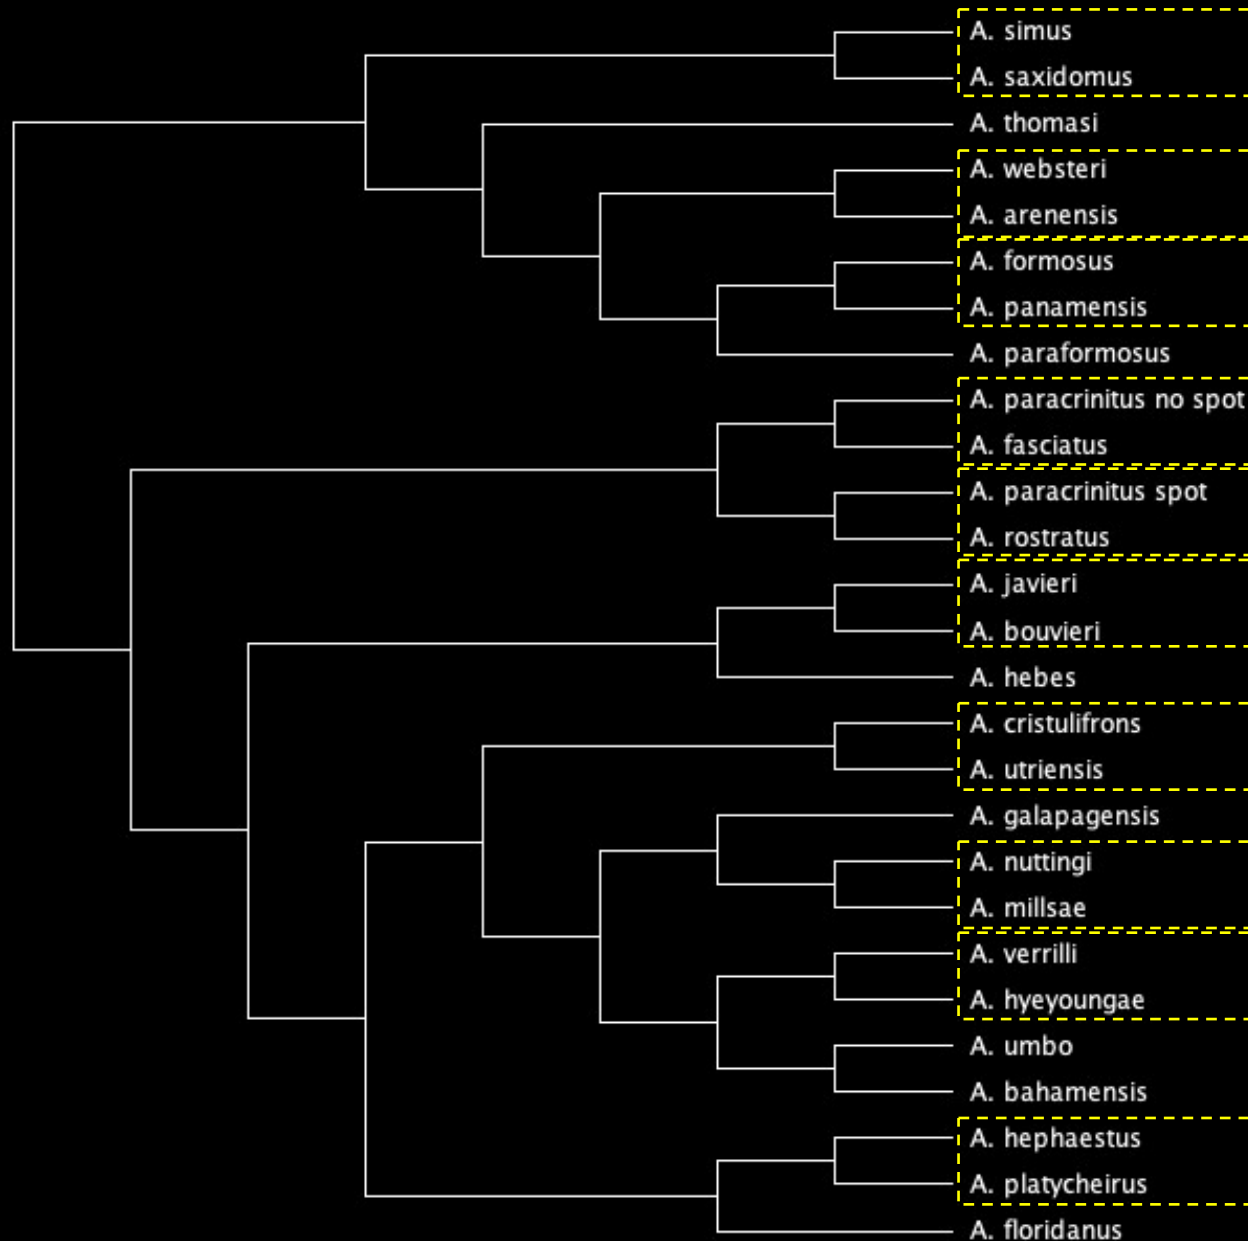 A. simus
A. saxidomus
A. thomasi
A. websteri
A. arenensis
A. formosus
A. panamensis
A. paraformosus
A. paracrinitus no spot
A. fasciatus
A. paracrinitus spot
A. rostratus
A. javieri
A. bouvieri
A. hebes
A. cristulifrons
A. utriensis
A. galapagensis
A. nuttingi
A. millsae
A. verrilli
A. hyeyoungae
A. umbo
A. bahamensis
A. hephaestus
A. platycheirus
A. floridanus